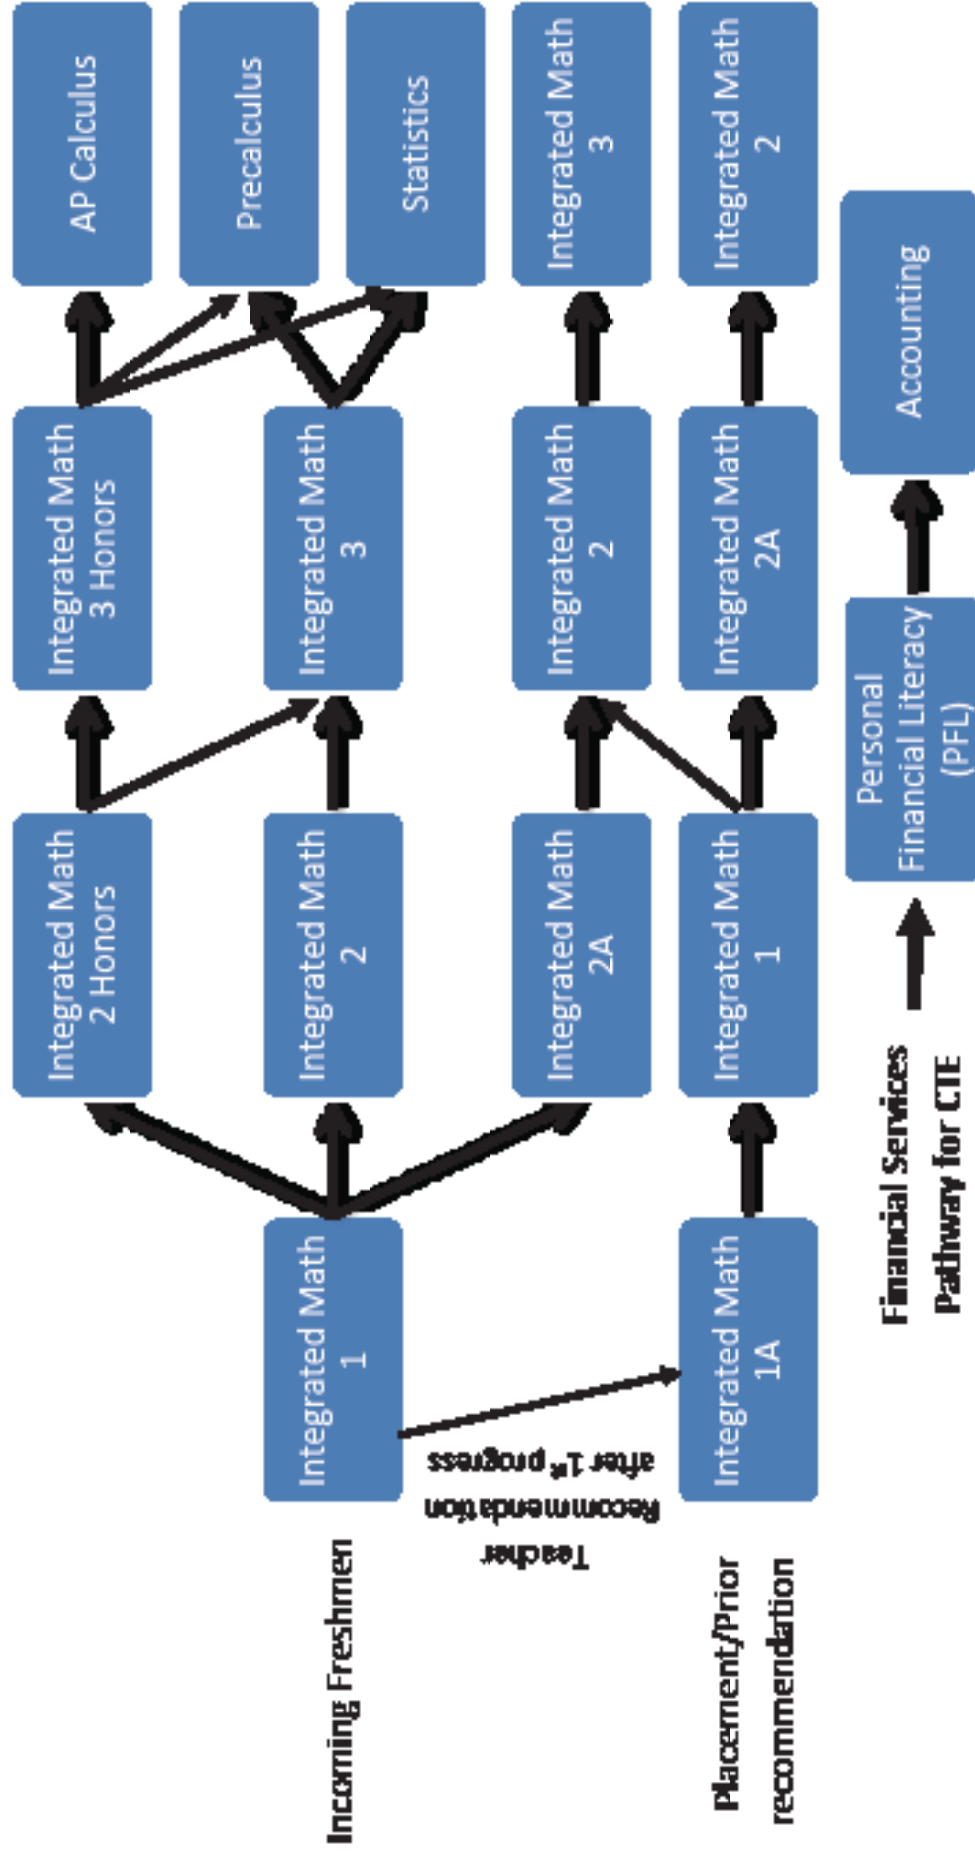 Incoming Freshmen
Integrated Math
1
Integrated Math
2 Honors
Integrated Math
3 Honors
AP Calculus
Integrated Math
2
Integrated Math
3
Precalculus
Statistics
Teacher
Recommendation
after 1st progress
Integrated Math
2A
Integrated Math
2
Integrated Math
3
Placement/Prior
recommendation
Integrated Math
1A
Integrated Math
1
Integrated Math
2A
Integrated Math
2
Financial Services
Pathway for CTE
Personal
Financial Literacy
(PFL)
Accounting